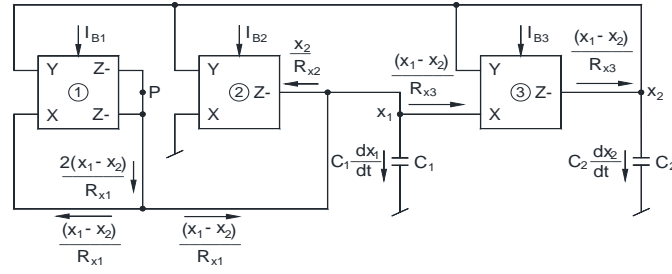 I_B1
I_B2
I_B3
Y
X
1
Z-
Z-
P
x_2
R_x2
Y
X
2
Z-
(x_1 - x_2)
R_x3
x_1
Y
X
3
Z-
(x_1 - x_2)
R_x3
x_2
2(x_1 - x_2)
R_x1
C_1 dx_1
dt
C_1
C_2 dx_2
dt
C_2
(x_1 - x_2)
R_x1
(x_1 - x_2)
R_x1